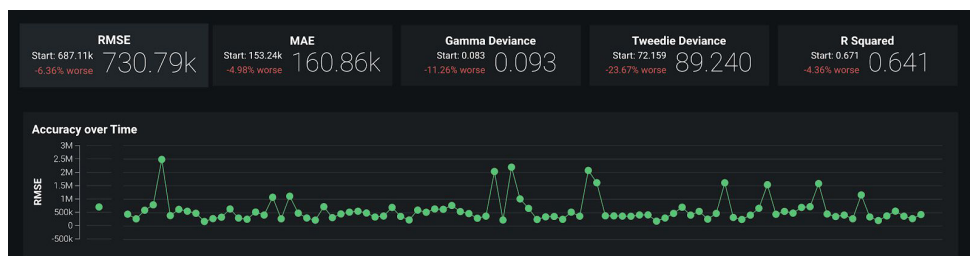 RMSE
Start: 687.11k
-6.36% worse
730.79k
MAE
Start: 153.24k
-4.98% worse
160.86k
Gamma Deviance
Start: 0.083
-11.26% worse
0.093
Tweedie Deviance
Start: 72.159
-23.67% worse
89.240
R Squared
Start: 0.671
-4.36% worse
0.641
Accuracy over Time
RMSE
3M
2.5M
2M
1.5M
1M
500k
0
-500k